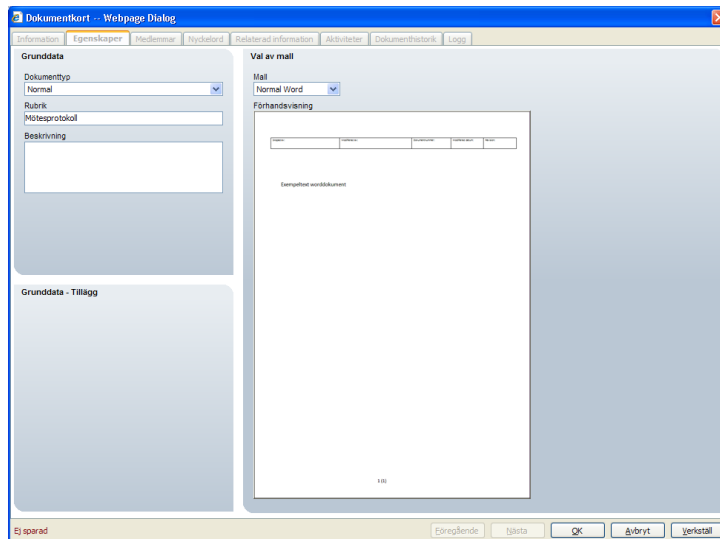 Dokumentkort -- Webpage Dialog
Information Egenskaper Medlemmar Nyckelord Relaterad information Aktiviteter Dokumenthistorik Logg
Grunddata
Dokumenttyp
Normal
Rubrik
Mötesprotokoll
Beskrivning
Grunddata - Tillägg
Val av mall
Mall
Normal Word
Förhandsvisning
Exempeltext worddokument
1 (1)
Ej sparad
Föregående Nästa OK Avbryt Verkställ